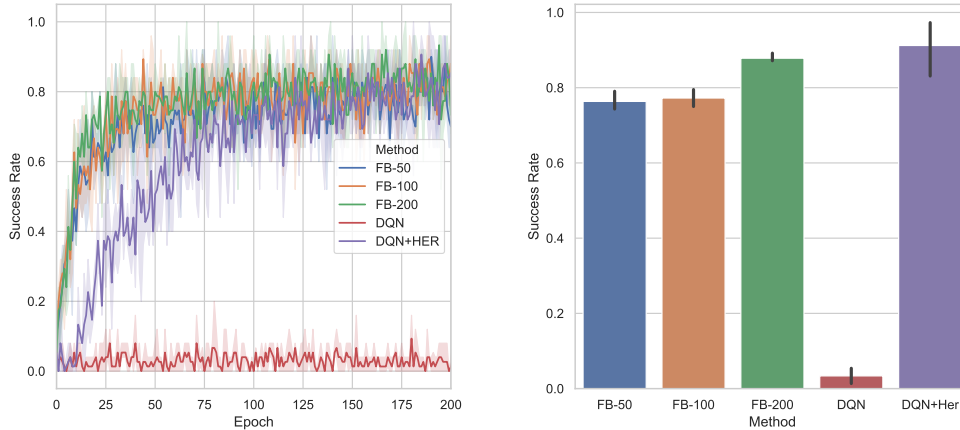 Success Rate
1.0
0.8
0.6
0.4
0.2
0.0
0 25 50 75 100 125 150 175 200
Epoch
Method
FB-50
FB-100
FB-200
DQN
DQN+HER
Success Rate
1.0
0.8
0.6
0.4
0.2
0.0
FB-50 FB-100 FB-200 DQN DQN+Her
Method